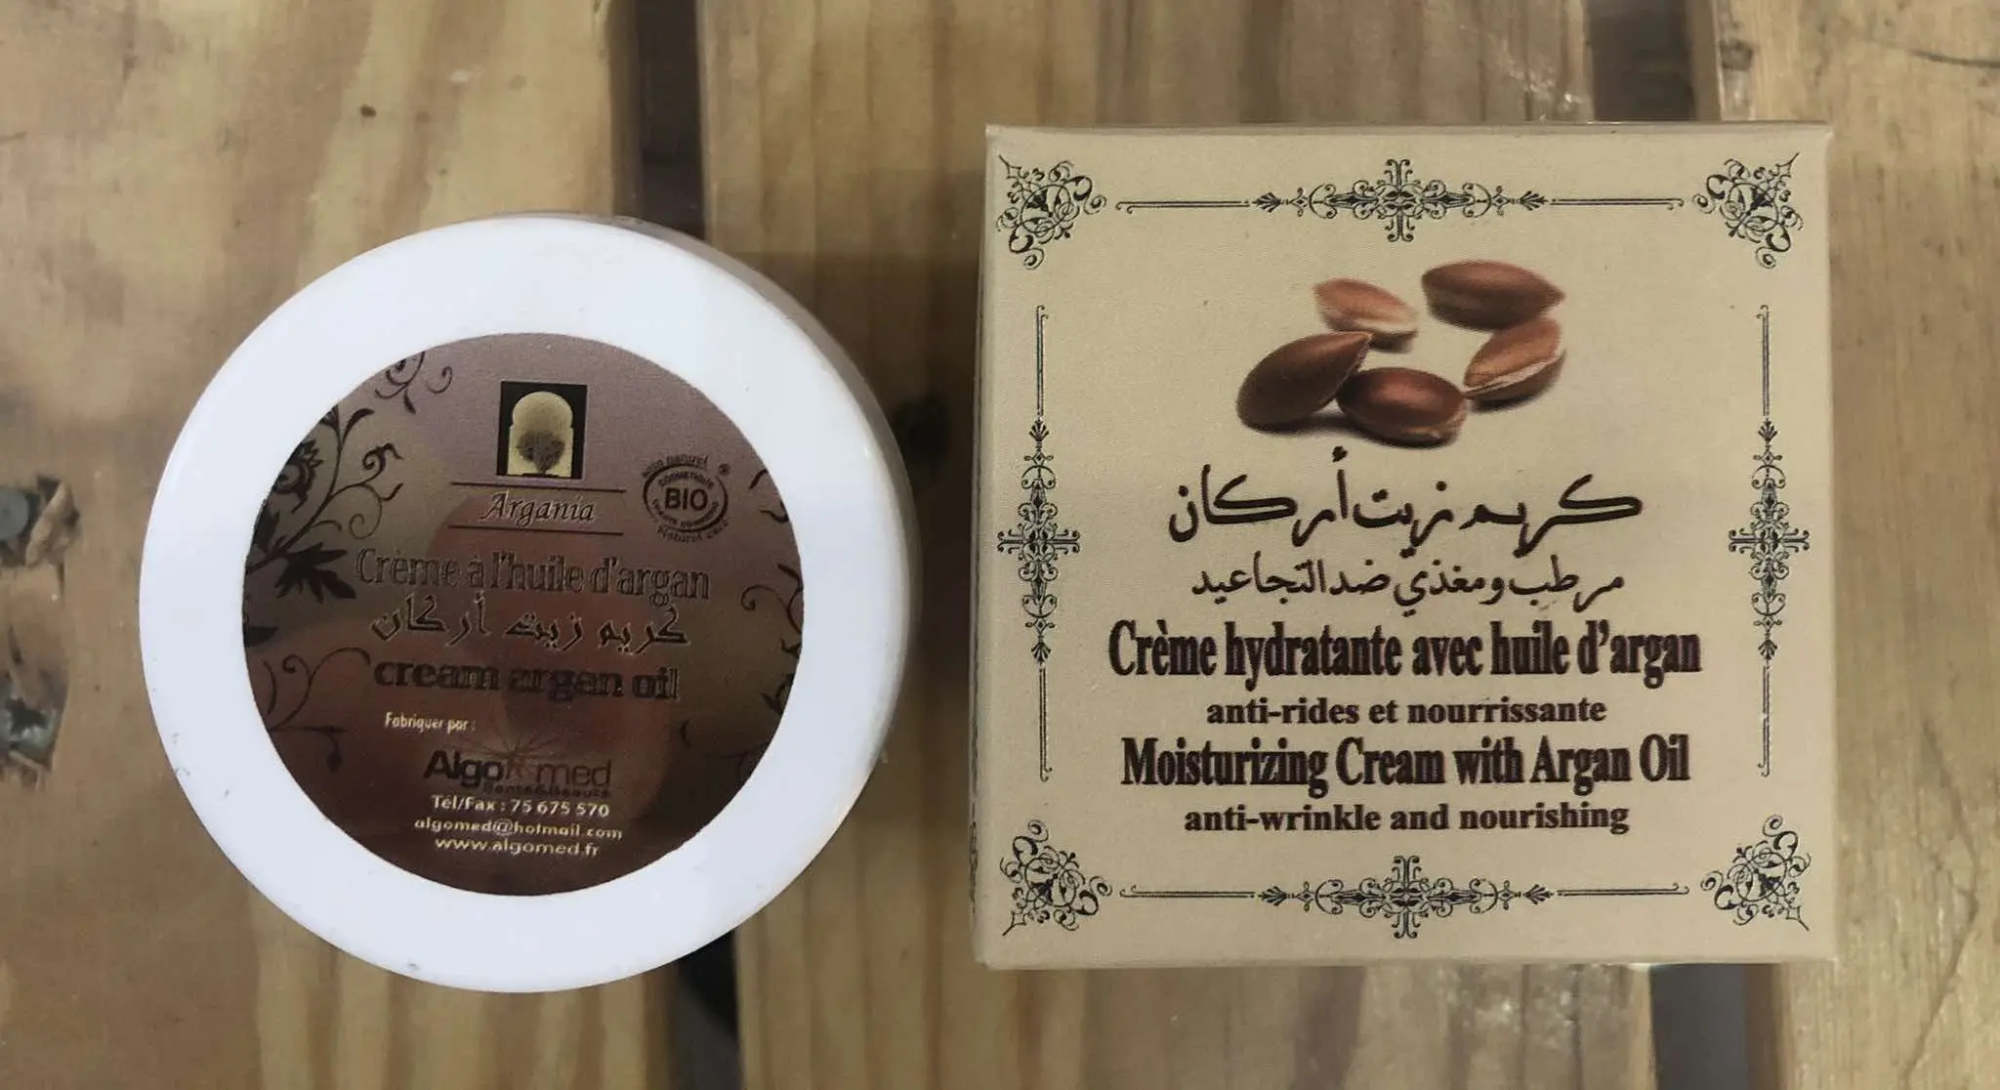 Argania
BIO
Crème à l'huile d'argan
كريم زيت أركان
cream argan oil
Fabriquer par :
Algomed
Tél/Fax : 75 675 570
algomed@hotmail.com
www.algomed.fr
كريم زيت أركان
مرطب ومغذي ضد التجاعيد
Crème hydratante avec huile d'argan
anti-rides et nourrissante
Moisturizing Cream with Argan Oil
anti-wrinkle and nourishing